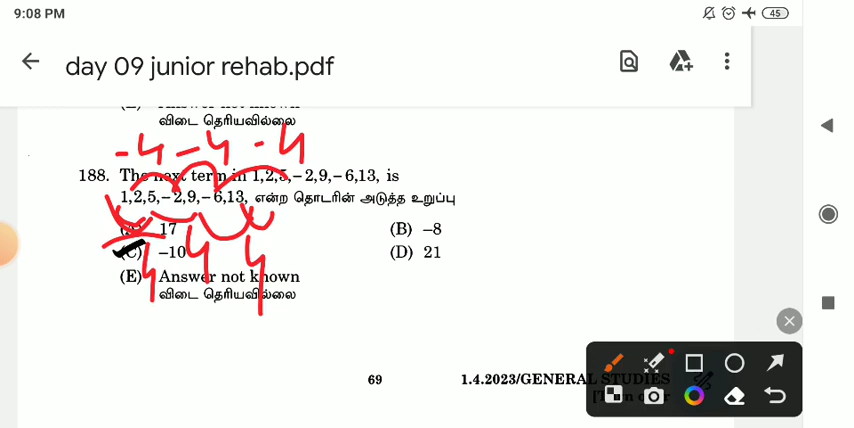 9:08 PM
45
day 09 junior rehab.pdf
விடை தெரியவில்லை
-4 -4 -4
188. The next term in 1,2,5,–2,9,–6,13, is
1,2,5,–2,9,–6,13, என்ற தொடரின் அடுத்த உறுப்பு
(A) 17 (B) –8
(C) –10 (D) 21
4 4 4
(E) Answer not known
விடை தெரியவில்லை
69 1.4.2023/GENERAL STUDIES